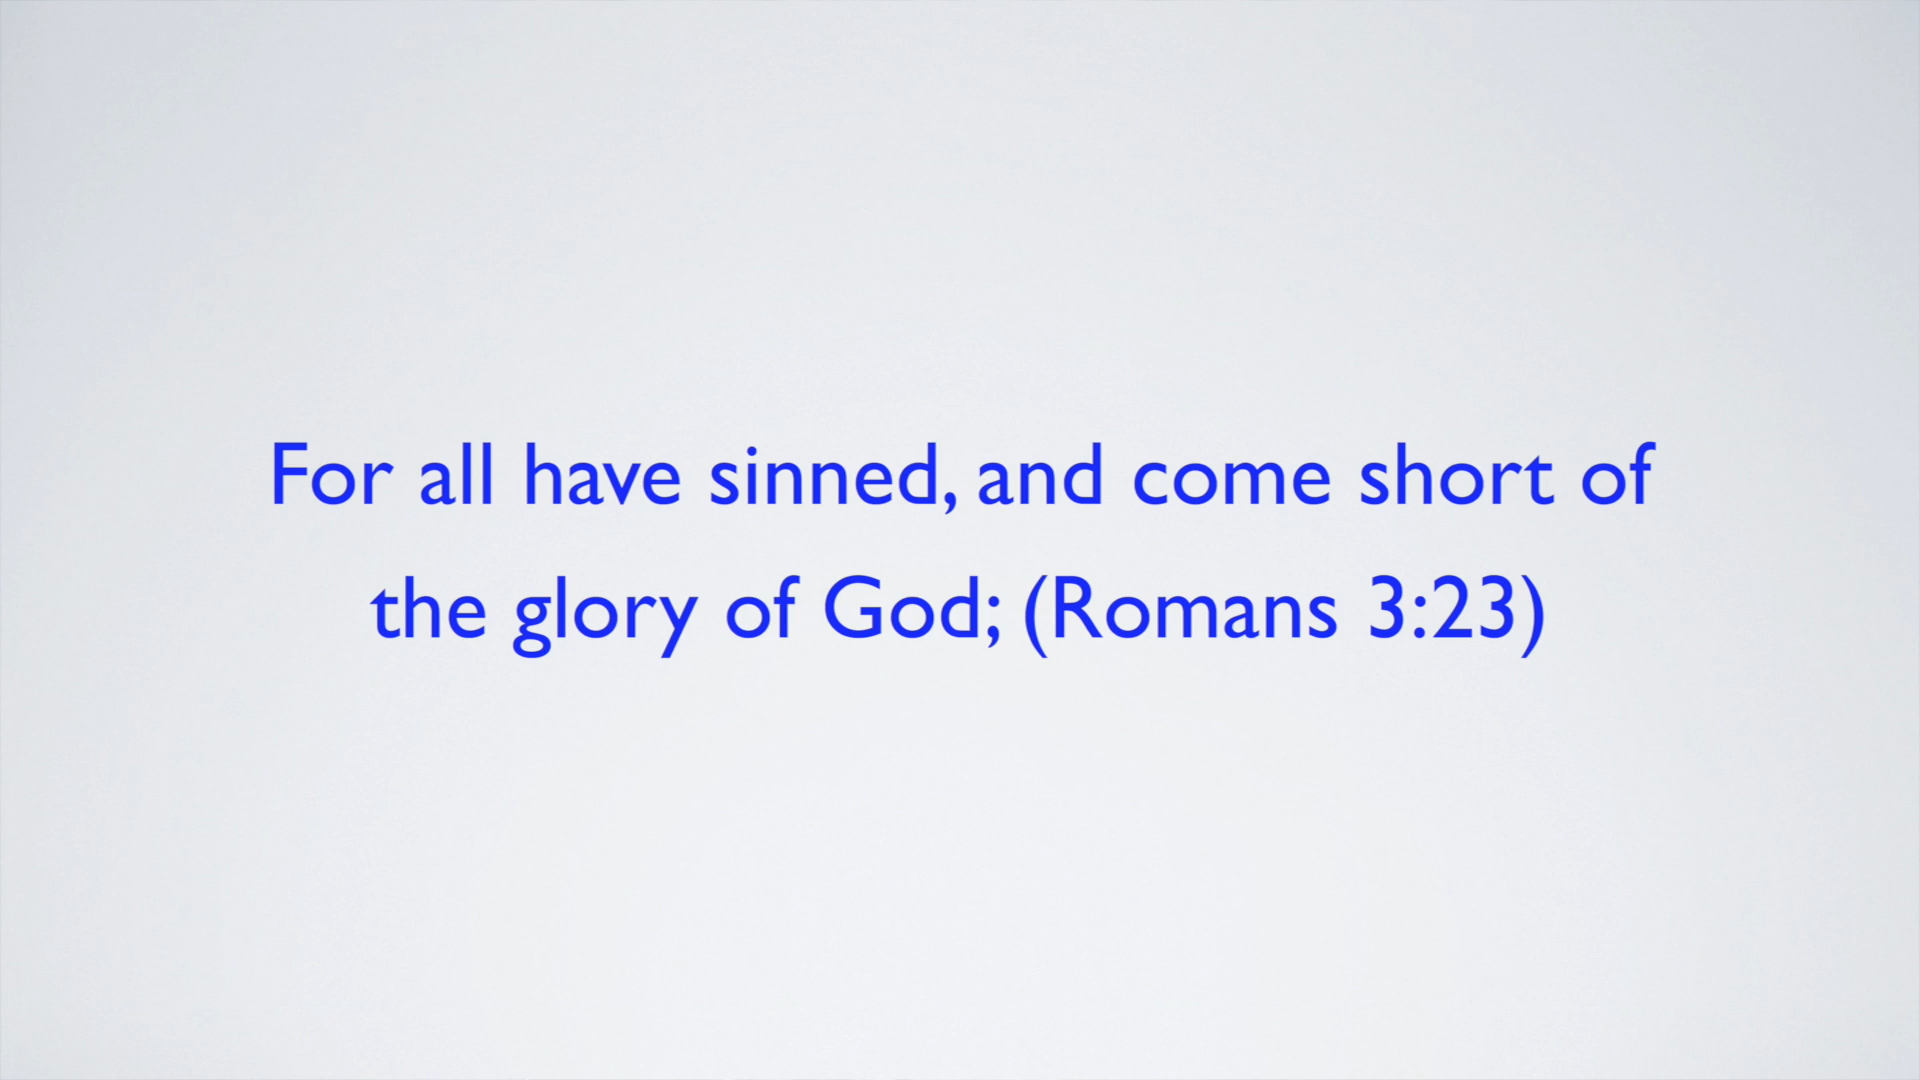 For all have sinned, and come short of
the glory of God; (Romans 3:23)